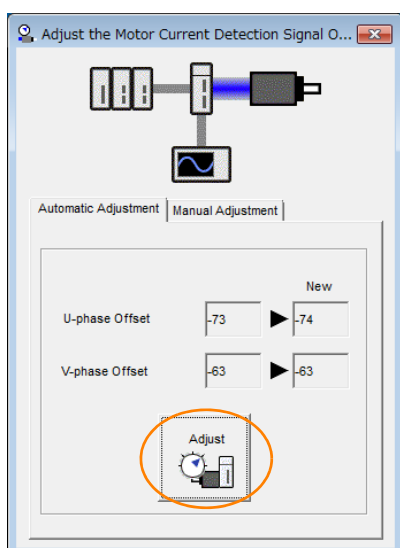 Adjust the Motor Current Detection Signal O...
Automatic Adjustment Manual Adjustment
New
U-phase Offset -73 -74
V-phase Offset -63 -63
Adjust